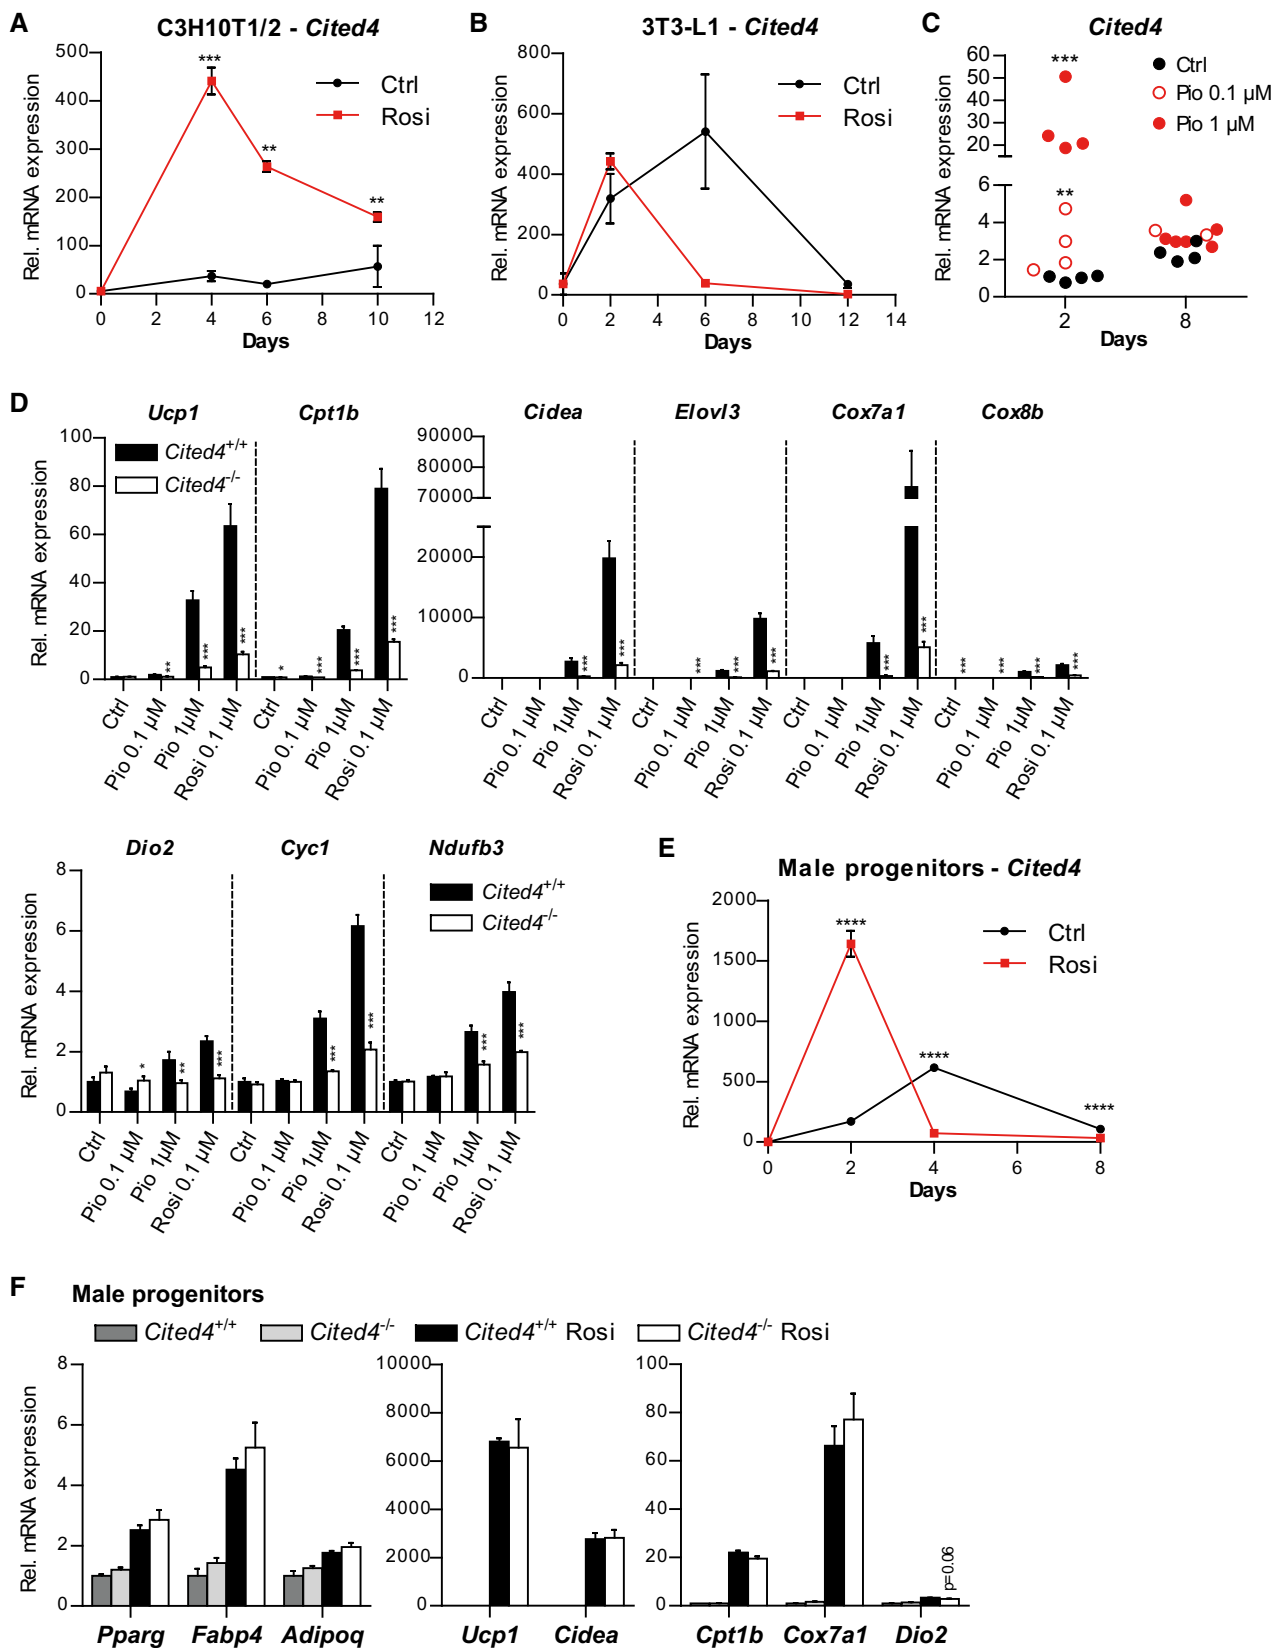 A
C3H10T1/2 - Cited4
Rel. mRNA expression
500
400
300
200
100
0
***
**
**
Ctrl
Rosi
0 2 4 6 8 10 12
Days
B
3T3-L1 - Cited4
Rel. mRNA expression
800
600
400
200
0
Ctrl
Rosi
0 2 4 6 8 10 12 14
Days
C
Cited4
Rel. mRNA expression
60
50
40
30
20
10
6
4
2
0
***
**
Ctrl
Pio 0.1 µM
Pio 1 µM
2 8
Days
D
Ucp1 Cpt1b
Rel. mRNA expression
100
80
60
40
20
0
Cited4+/+
Cited4-/-
** *** *** * *** *** ***
Ctrl Pio 0.1 µM Pio 1µM Rosi 0.1 µM Ctrl Pio 0.1 µM Pio 1µM Rosi 0.1 µM
Cidea Elovl3 Cox7a1 Cox8b
90000
80000
70000
20000
10000
0
*** *** *** *** *** *** *** *** *** *** ***
Ctrl Pio 0.1 µM Pio 1µM Rosi 0.1 µM Ctrl Pio 0.1 µM Pio 1µM Rosi 0.1 µM Ctrl Pio 0.1 µM Pio 1µM Rosi 0.1 µM Ctrl Pio 0.1 µM Pio 1µM Rosi 0.1 µM
Dio2 Cyc1 Ndufb3
Rel. mRNA expression
8
6
4
2
0
Cited4+/+
Cited4-/-
* ** *** *** *** *** ***
Ctrl Pio 0.1 µM Pio 1µM Rosi 0.1 µM Ctrl Pio 0.1 µM Pio 1µM Rosi 0.1 µM Ctrl Pio 0.1 µM Pio 1µM Rosi 0.1 µM
E
Male progenitors - Cited4
Rel. mRNA expression
2000
1500
1000
500
0
****
****
****
Ctrl
Rosi
0 2 4 6 8
Days
F
Male progenitors
Cited4+/+ Cited4-/- Cited4+/+ Rosi Cited4-/- Rosi
Rel. mRNA expression
8
6
4
2
0
Pparg Fabp4 Adipoq
10000
8000
6000
4000
2000
0
Ucp1 Cidea
100
80
60
40
20
0
p=0.06
Cpt1b Cox7a1 Dio2